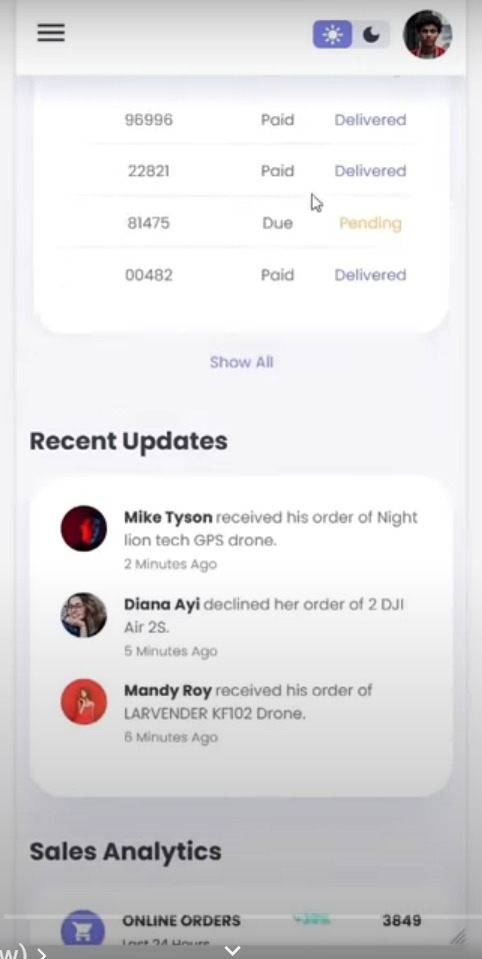 96996 Paid Delivered
22821 Paid Delivered
81475 Due Pending
00482 Paid Delivered
Show All
Recent Updates
Mike Tyson received his order of Night
lion tech GPS drone.
2 Minutes Ago
Diana Ayi declined her order of 2 DJI
Air 2S.
5 Minutes Ago
Mandy Roy received his order of
LARVENDER KF102 Drone.
6 Minutes Ago
Sales Analytics
ONLINE ORDERS 3849
Last 24 Hours
w)